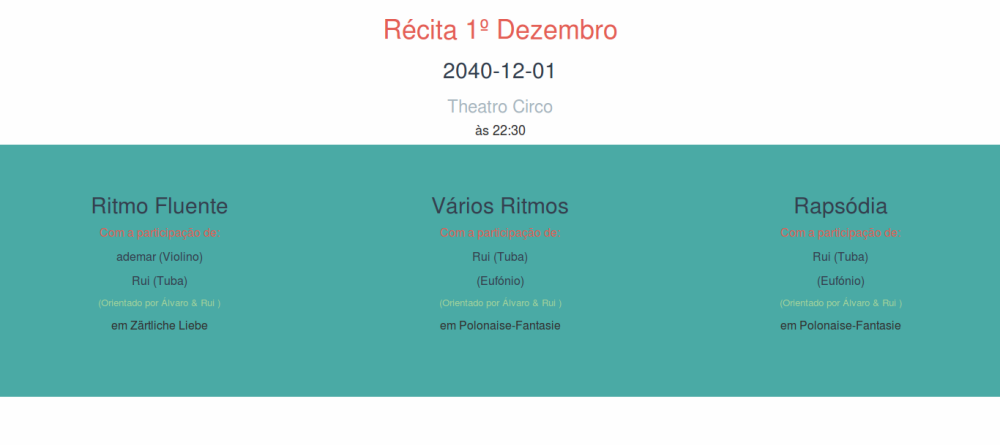 Récita 1º Dezembro
2040-12-01
Theatro Circo
às 22:30
Ritmo Fluente
Com a participação de:
ademar (Violino)
Rui (Tuba)
(Orientado por Álvaro & Rui )
em Zärtliche Liebe
Vários Ritmos
Com a participação de:
Rui (Tuba)
(Eufónio)
(Orientado por Álvaro & Rui )
em Polonaise-Fantasie
Rapsódia
Com a participação de:
Rui (Tuba)
(Eufónio)
(Orientado por Álvaro & Rui )
em Polonaise-Fantasie